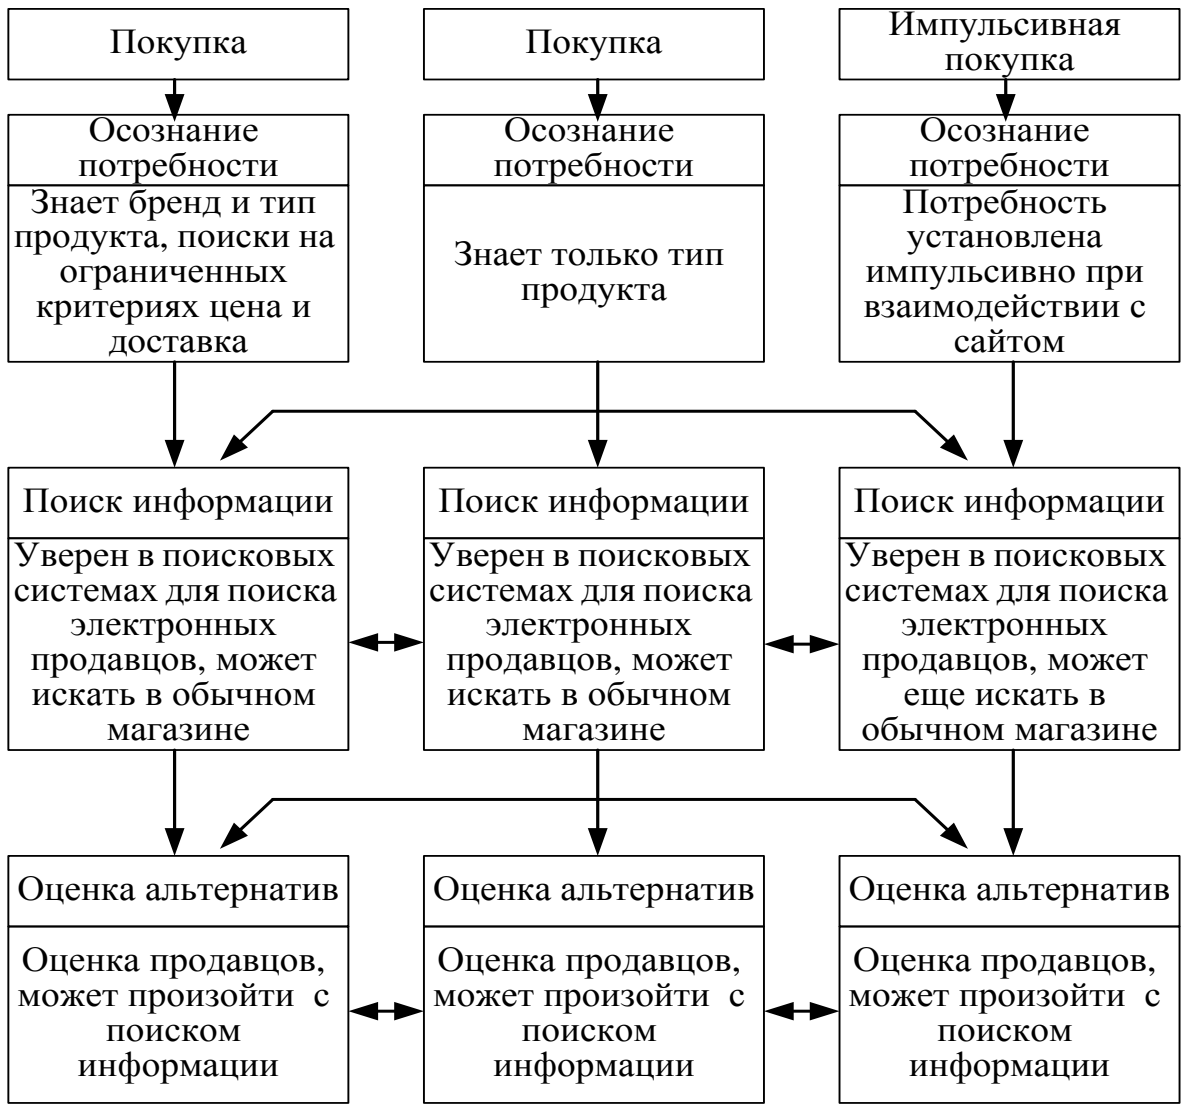 Покупка
Покупка
Импульсивная
покупка
Осознание
потребности
Осознание
потребности
Осознание
потребности
Знает бренд и тип
продукта, поиски на
ограниченных
критериях цена и
доставка
Знает только тип
продукта
Потребность
установлена
импульсивно при
взаимодействии с
сайтом
Поиск информации
Поиск информации
Поиск информации
Уверен в поисковых
системах для поиска
электронных
продавцов, может
искать в обычном
магазине
Уверен в поисковых
системах для поиска
электронных
продавцов, может
искать в обычном
магазине
Уверен в поисковых
системах для поиска
электронных
продавцов, может
еще искать в
обычном магазине
Оценка альтернатив
Оценка альтернатив
Оценка альтернатив
Оценка продавцов,
может произойти с
поиском
информации
Оценка продавцов,
может произойти с
поиском
информации
Оценка продавцов,
может произойти с
поиском
информации